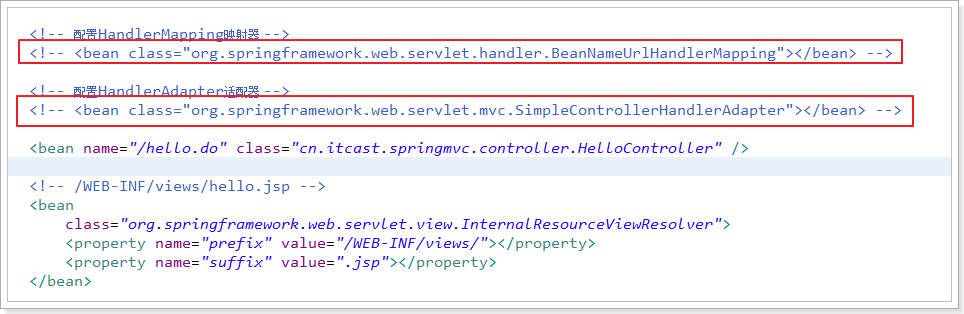 <!-- 配置HandlerMapping映射器 -->
<!-- <bean class="org.springframework.web.servlet.handler.BeanNameUrlHandlerMapping"></bean> -->
<!-- 配置HandlerAdapter适配器 -->
<!-- <bean class="org.springframework.web.servlet.mvc.SimpleControllerHandlerAdapter"></bean> -->
<bean name="/hello.do" class="cn.itcast.springmvc.controller.HelloController" />
<!-- /WEB-INF/views/hello.jsp -->
<bean
class="org.springframework.web.servlet.view.InternalResourceViewResolver">
<property name="prefix" value="/WEB-INF/views/"></property>
<property name="suffix" value=".jsp"></property>
</bean>